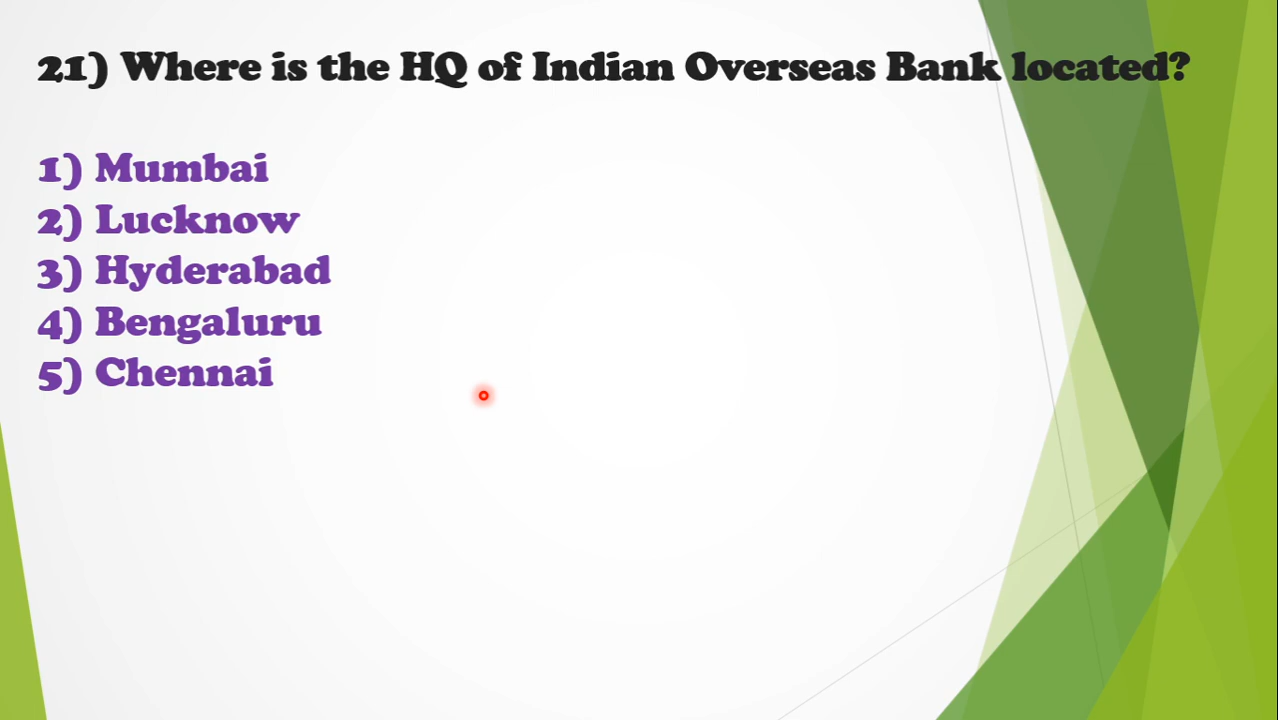 21) Where is the HQ of Indian Overseas Bank located?
1) Mumbai
2) Lucknow
3) Hyderabad
4) Bengaluru
5) Chennai